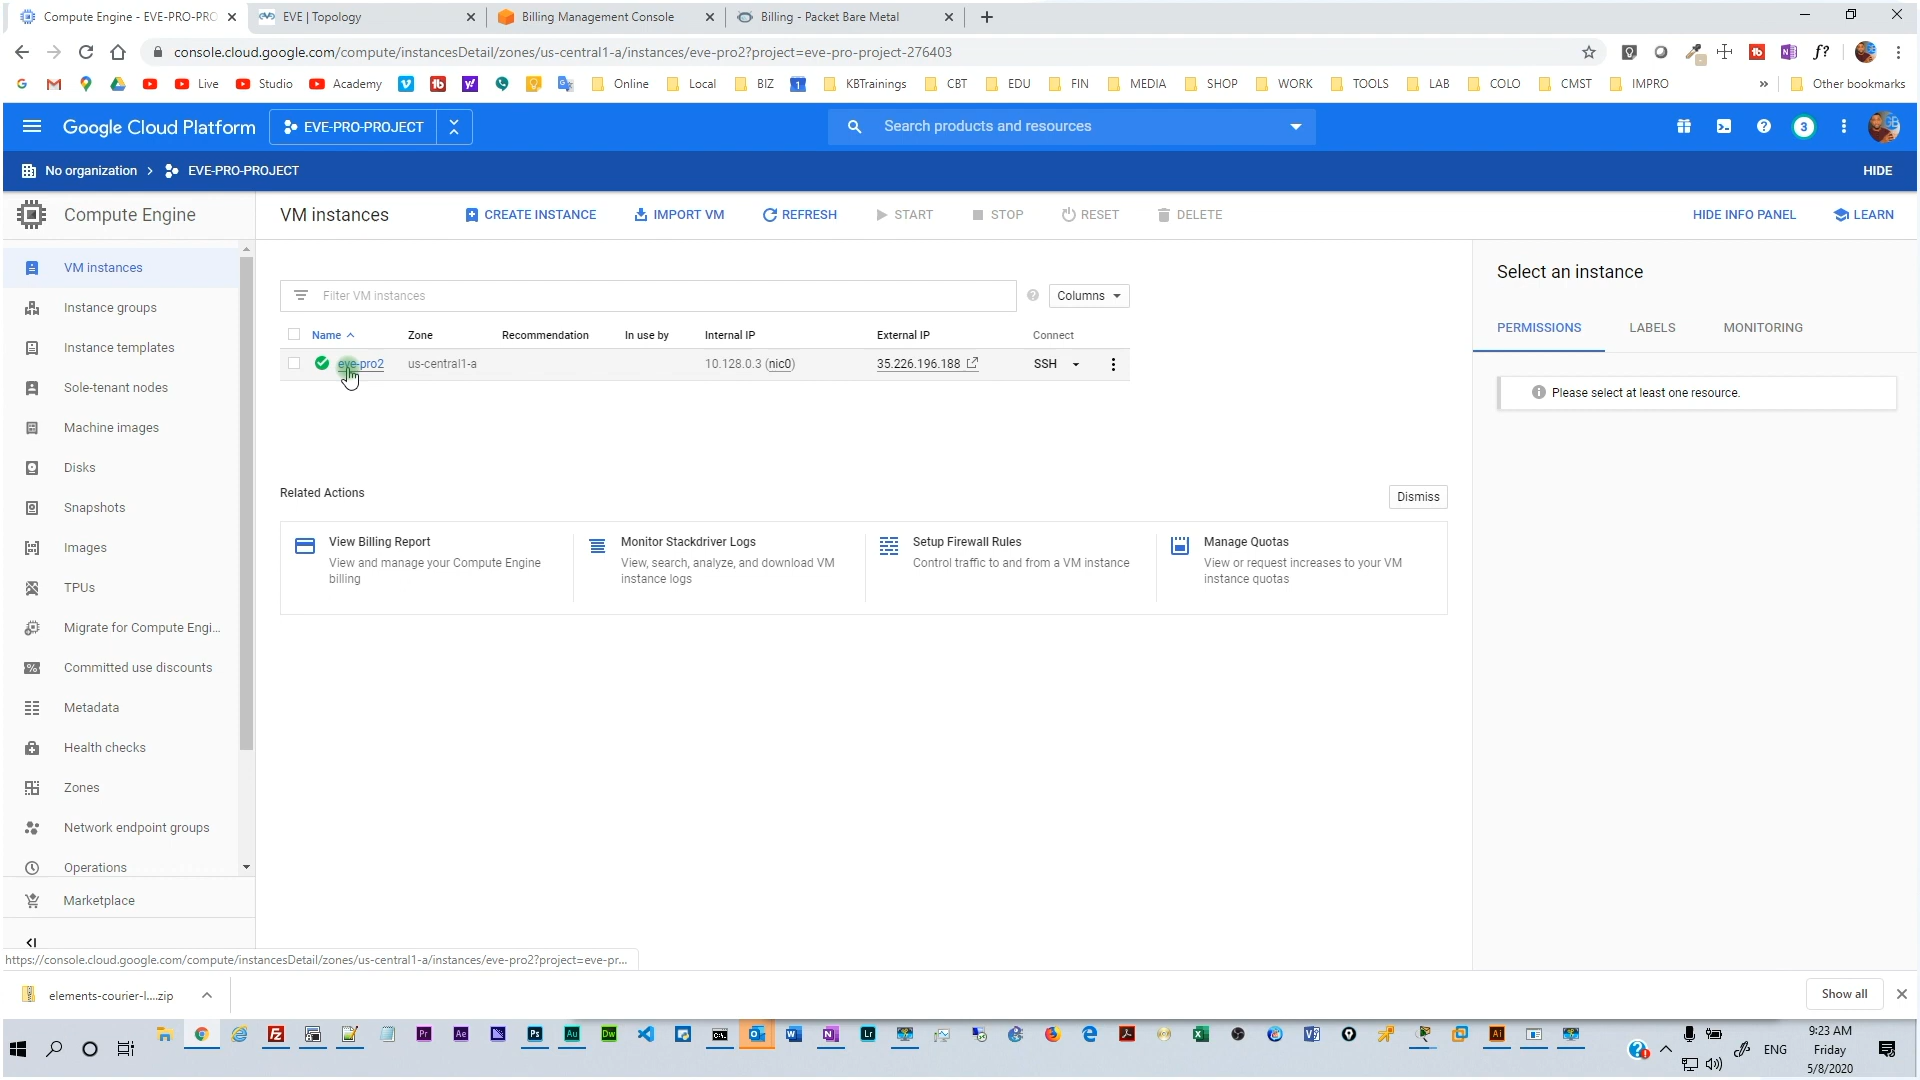 Compute Engine - EVE-PRO-PRO
EVE | Topology
Billing Management Console
Billing - Packet Bare Metal
console.cloud.google.com/compute/instancesDetail/zones/us-central1-a/instances/eve-pro2?project=eve-pro-project-276403
Live
Studio
Academy
Online
Local
BIZ
KBTrainings
CBT
EDU
FIN
MEDIA
SHOP
WORK
TOOLS
LAB
COLO
CMST
IMPRO
»
Other bookmarks
Google Cloud Platform
EVE-PRO-PROJECT
Search products and resources
3
No organization > EVE-PRO-PROJECT
HIDE
Compute Engine
VM instances
CREATE INSTANCE
IMPORT VM
REFRESH
START
STOP
RESET
DELETE
HIDE INFO PANEL
LEARN
VM instances
Instance groups
Instance templates
Sole-tenant nodes
Machine images
Disks
Snapshots
Images
TPUs
Migrate for Compute Engi...
Committed use discounts
Metadata
Health checks
Zones
Network endpoint groups
Operations
Marketplace
Filter VM instances
Columns
Name
Zone
Recommendation
In use by
Internal IP
External IP
Connect
eve-pro2
us-central1-a
10.128.0.3 (nic0)
35.226.196.188
SSH
Related Actions
Dismiss
View Billing Report
View and manage your Compute Engine
billing
Monitor Stackdriver Logs
View, search, analyze, and download VM
instance logs
Setup Firewall Rules
Control traffic to and from a VM instance
Manage Quotas
View or request increases to your VM
instance quotas
Select an instance
PERMISSIONS
LABELS
MONITORING
Please select at least one resource.
https://console.cloud.google.com/compute/instancesDetail/zones/us-central1-a/instances/eve-pro2?project=eve-pr...
elements-courier-l....zip
Show all
ENG
9:23 AM
Friday
5/8/2020